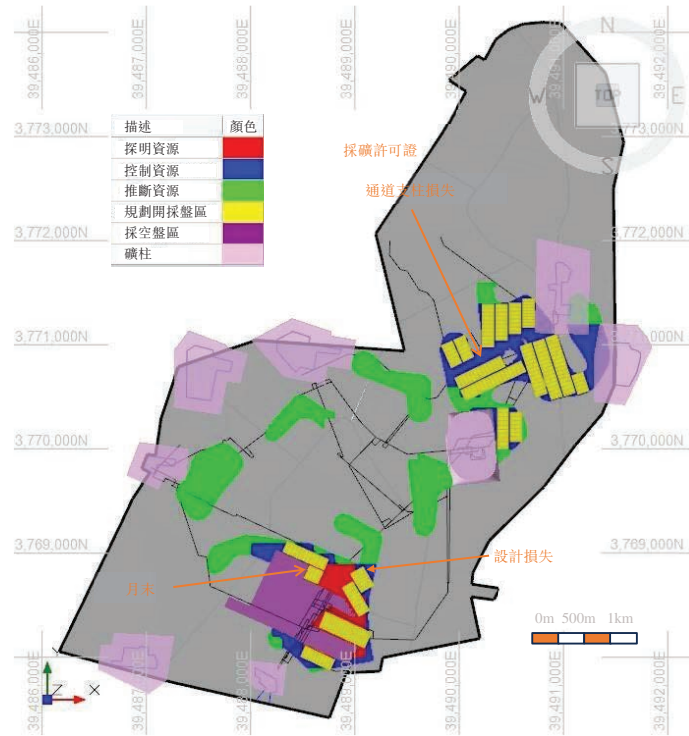 39,486,000E
39,487,000E
39,488,000E
39,489,000E
39,490,000E
39,491,000E
39,492,000E
N
W
TOP
E
S
3,773,000N
3,773,000N
描述 顏色
採明資源
控制資源
推斷資源
規劃開採盤區
採空盤區
礦柱
採礦許可證
通道支柱損失
3,772,000N
3,772,000N
3,771,000N
3,771,000N
3,770,000N
3,770,000N
3,769,000N
3,769,000N
月末
設計損失
0m 500m 1km
Y
Z
X
39,486,000E
39,487,000E
39,488,000E
39,489,000E
39,490,000E
39,491,000E
39,492,000E